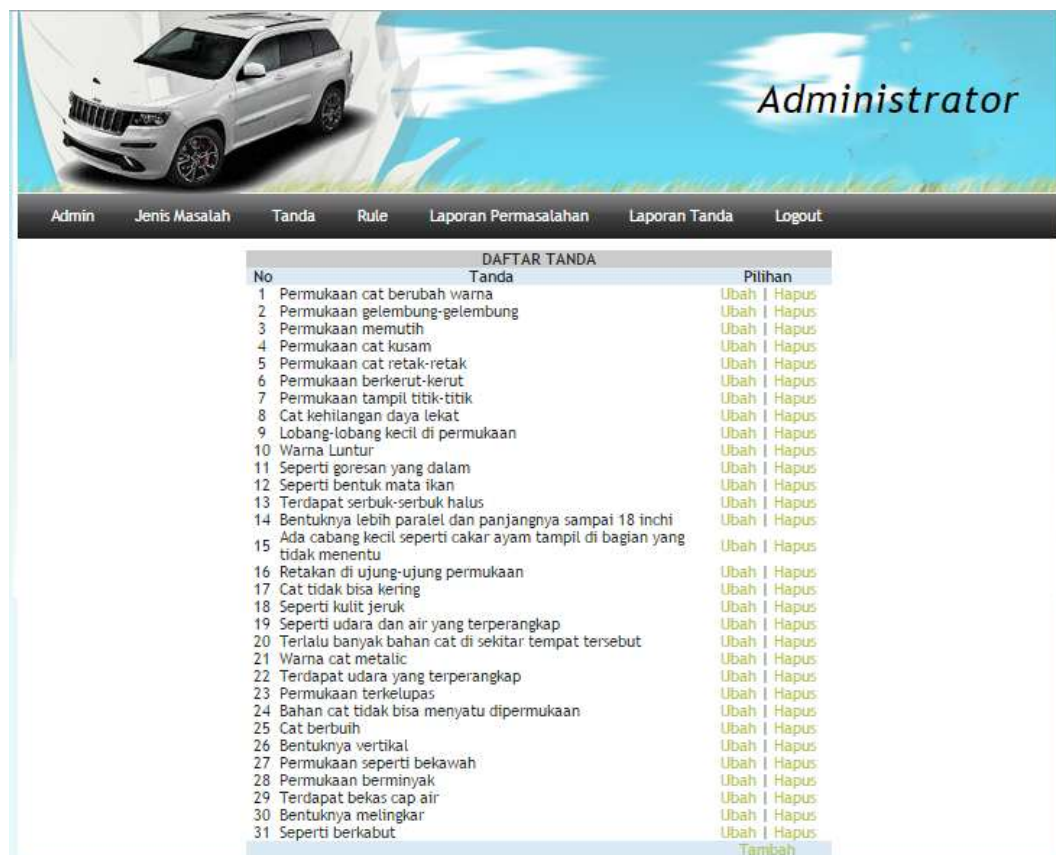 Administrator
Admin Jenis Masalah Tanda Rule Laporan Permasalahan Laporan Tanda Logout
DAFTAR TANDA
No Tanda Pilihan
1 Permukaan cat berubah warna Ubah | Hapus
2 Permukaan gelembung-gelembung Ubah | Hapus
3 Permukaan memutih Ubah | Hapus
4 Permukaan cat kusam Ubah | Hapus
5 Permukaan cat retak-retak Ubah | Hapus
6 Permukaan berkerut-kerut Ubah | Hapus
7 Permukaan tampil titik-titik Ubah | Hapus
8 Cat kehilangan daya lekat Ubah | Hapus
9 Lobang-lobang kecil di permukaan Ubah | Hapus
10 Warna Luntur Ubah | Hapus
11 Seperti goresan yang dalam Ubah | Hapus
12 Seperti bentuk mata ikan Ubah | Hapus
13 Terdapat serbuk-serbuk halus Ubah | Hapus
14 Bentuknya lebih paralel dan panjangnya sampai 18 inchi Ubah | Hapus
15 Ada cabang kecil seperti cakar ayam tampil di bagian yang
tidak menentu Ubah | Hapus
16 Retakan di ujung-ujung permukaan Ubah | Hapus
17 Cat tidak bisa kering Ubah | Hapus
18 Seperti kulit jeruk Ubah | Hapus
19 Seperti udara dan air yang terperangkap Ubah | Hapus
20 Terlalu banyak bahan cat di sekitar tempat tersebut Ubah | Hapus
21 Warna cat metalic Ubah | Hapus
22 Terdapat udara yang terperangkap Ubah | Hapus
23 Permukaan terkelupas Ubah | Hapus
24 Bahan cat tidak bisa menyatu dipermukaan Ubah | Hapus
25 Cat berbuih Ubah | Hapus
26 Bentuknya vertikal Ubah | Hapus
27 Permukaan seperti bekawah Ubah | Hapus
28 Permukaan berminyak Ubah | Hapus
29 Terdapat bekas cap air Ubah | Hapus
30 Bentuknya melingkar Ubah | Hapus
31 Seperti berkabut Ubah | Hapus
Tambah